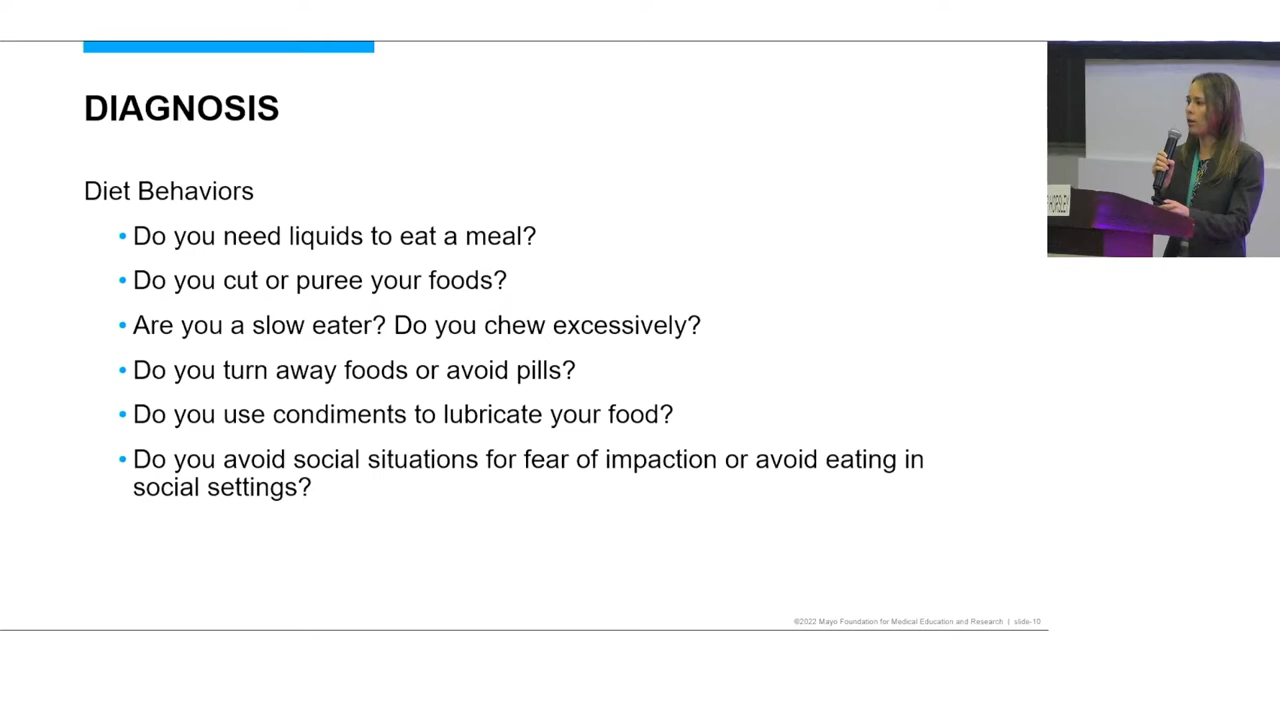 DIAGNOSIS
Diet Behaviors
• Do you need liquids to eat a meal?
• Do you cut or puree your foods?
• Are you a slow eater? Do you chew excessively?
• Do you turn away foods or avoid pills?
• Do you use condiments to lubricate your food?
• Do you avoid social situations for fear of impaction or avoid eating in
social settings?
HORSLEY
©2022 Mayo Foundation for Medical Education and Research | slide-10